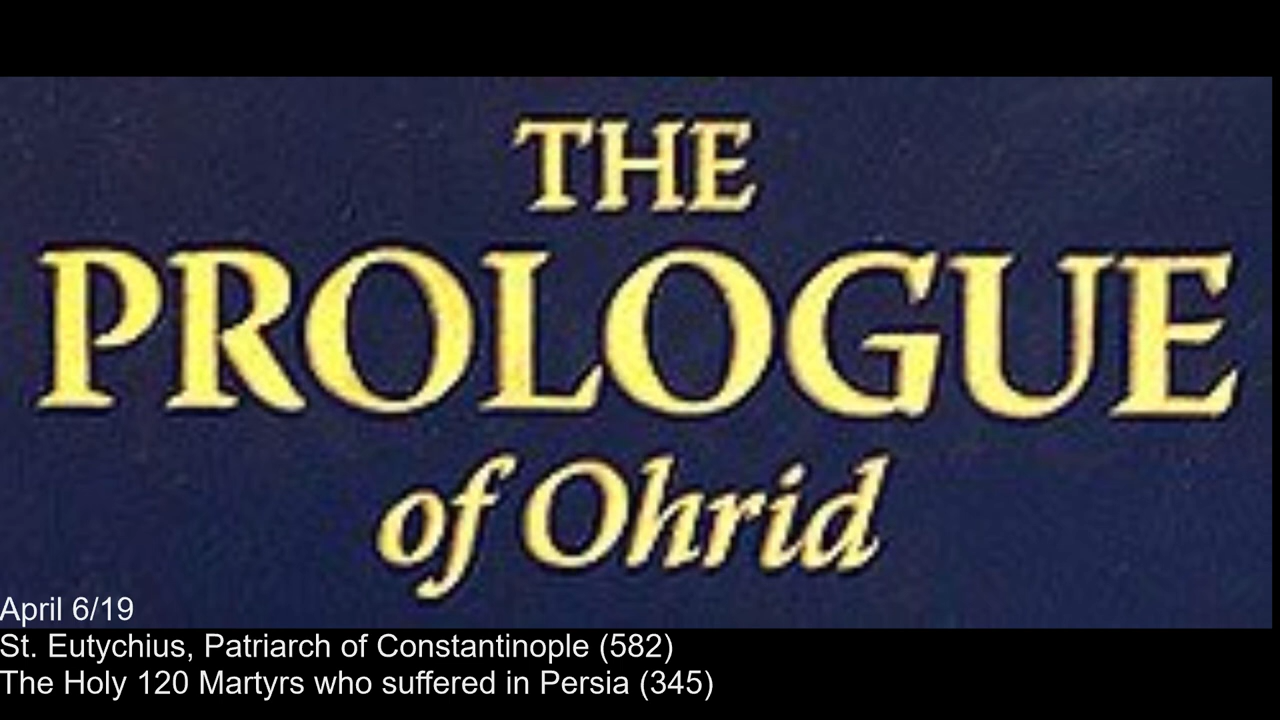 THE
PROLOGUE
of Ohrid
April 6/19
St. Eutychius, Patriarch of Constantinople (582)
The Holy 120 Martyrs who suffered in Persia (345)